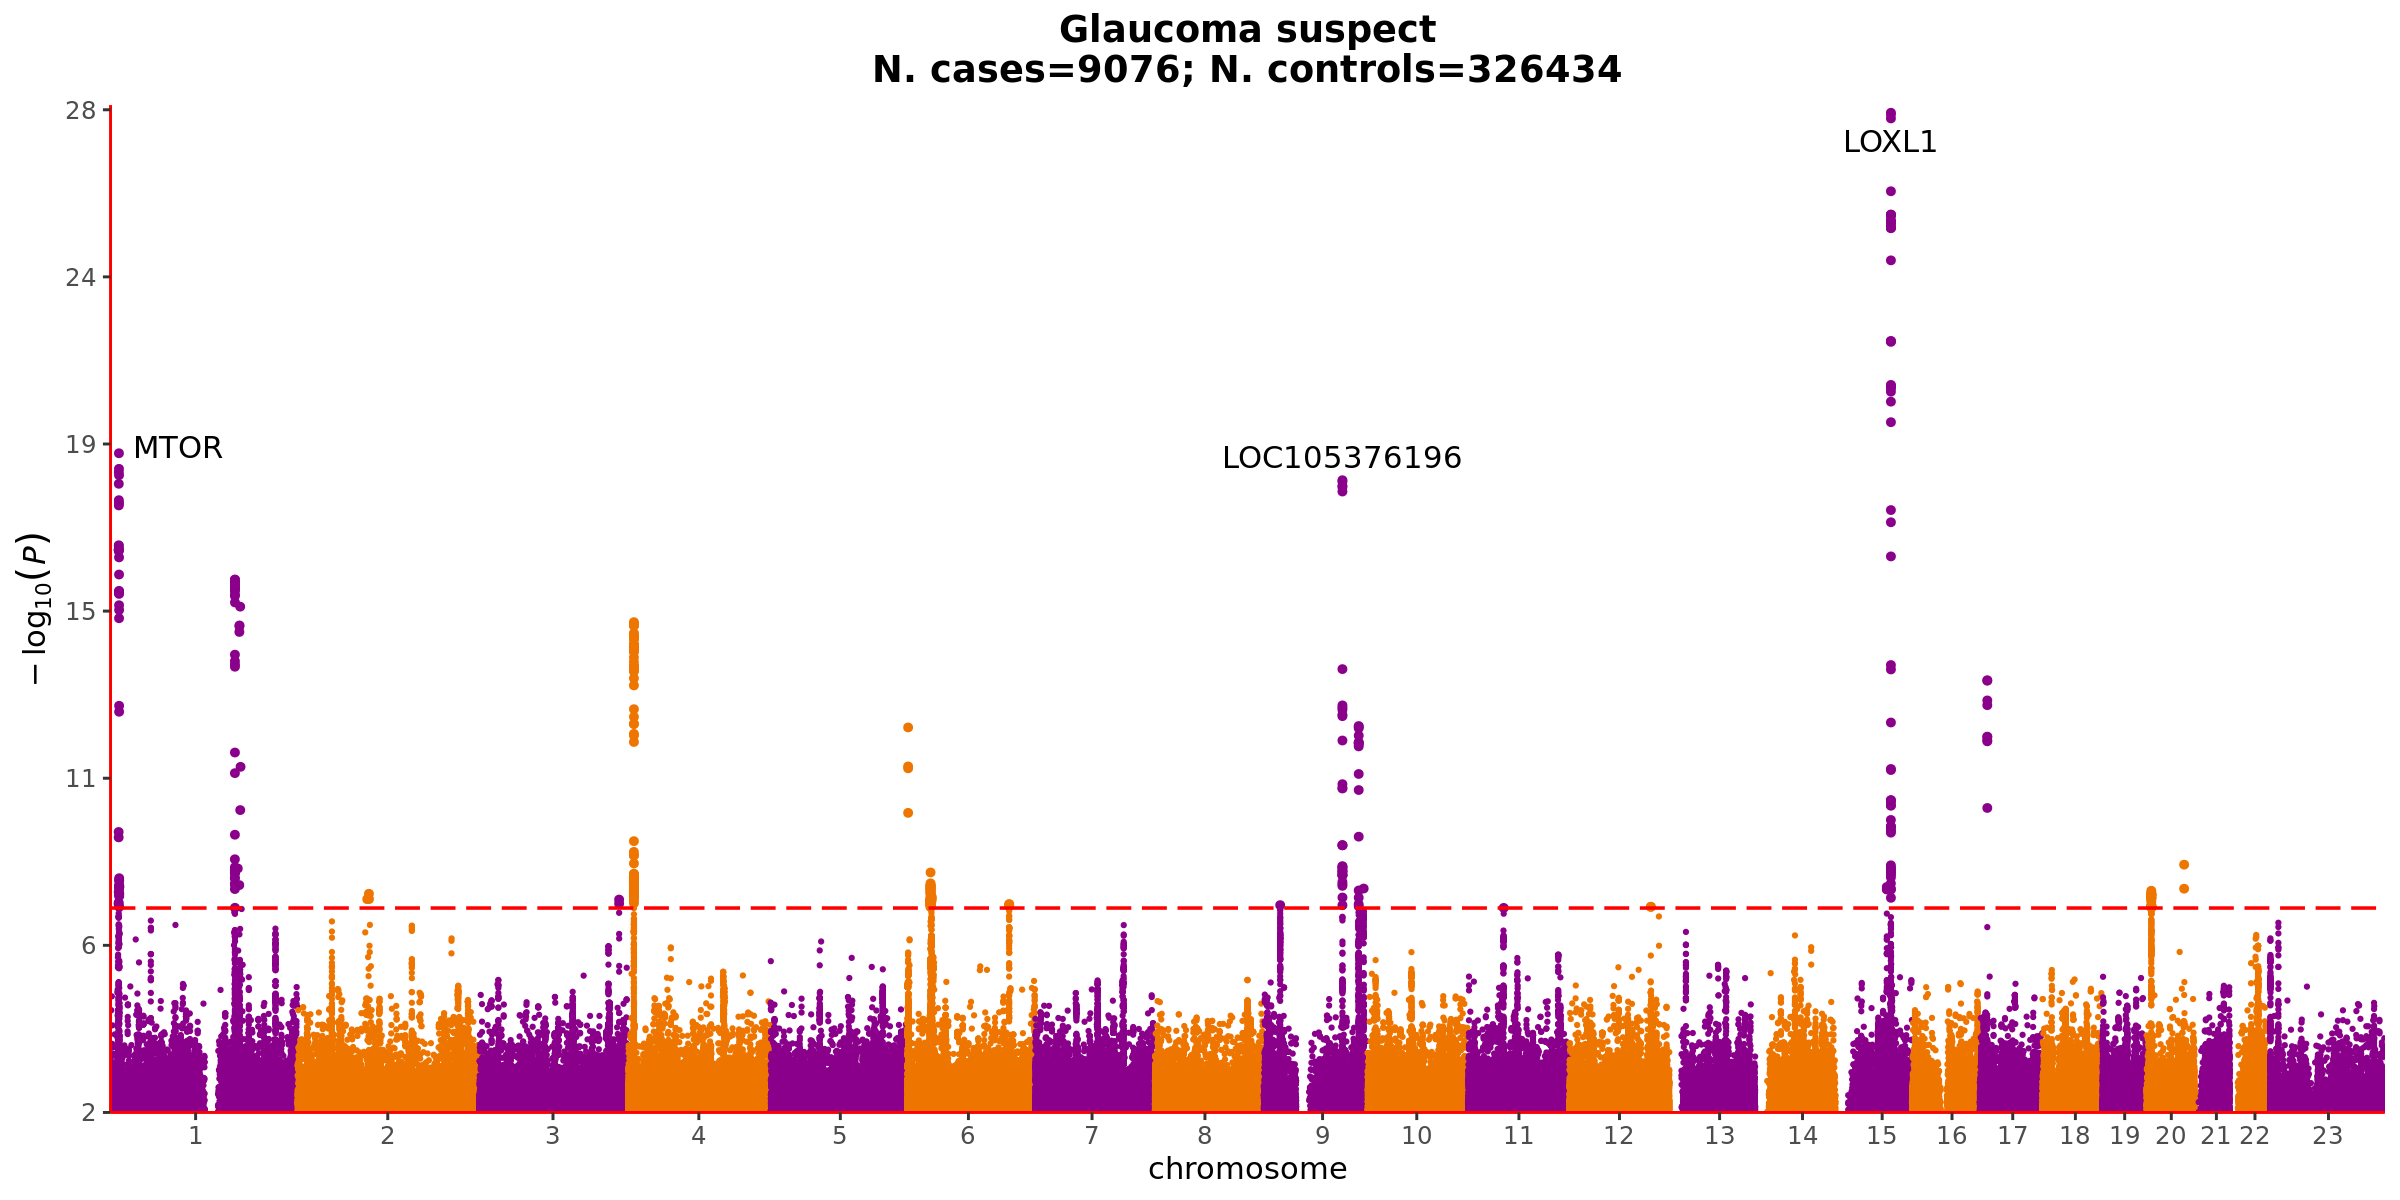 Glaucoma suspect
N. cases=9076; N. controls=326434
28
24
19
15
11
6
2
− log10(P)
LOXL1
MTOR
LOC105376196
1 2 3 4 5 6 7 8 9 10 11 12 13 14 15 16 17 18 19 20 21 22 23
chromosome